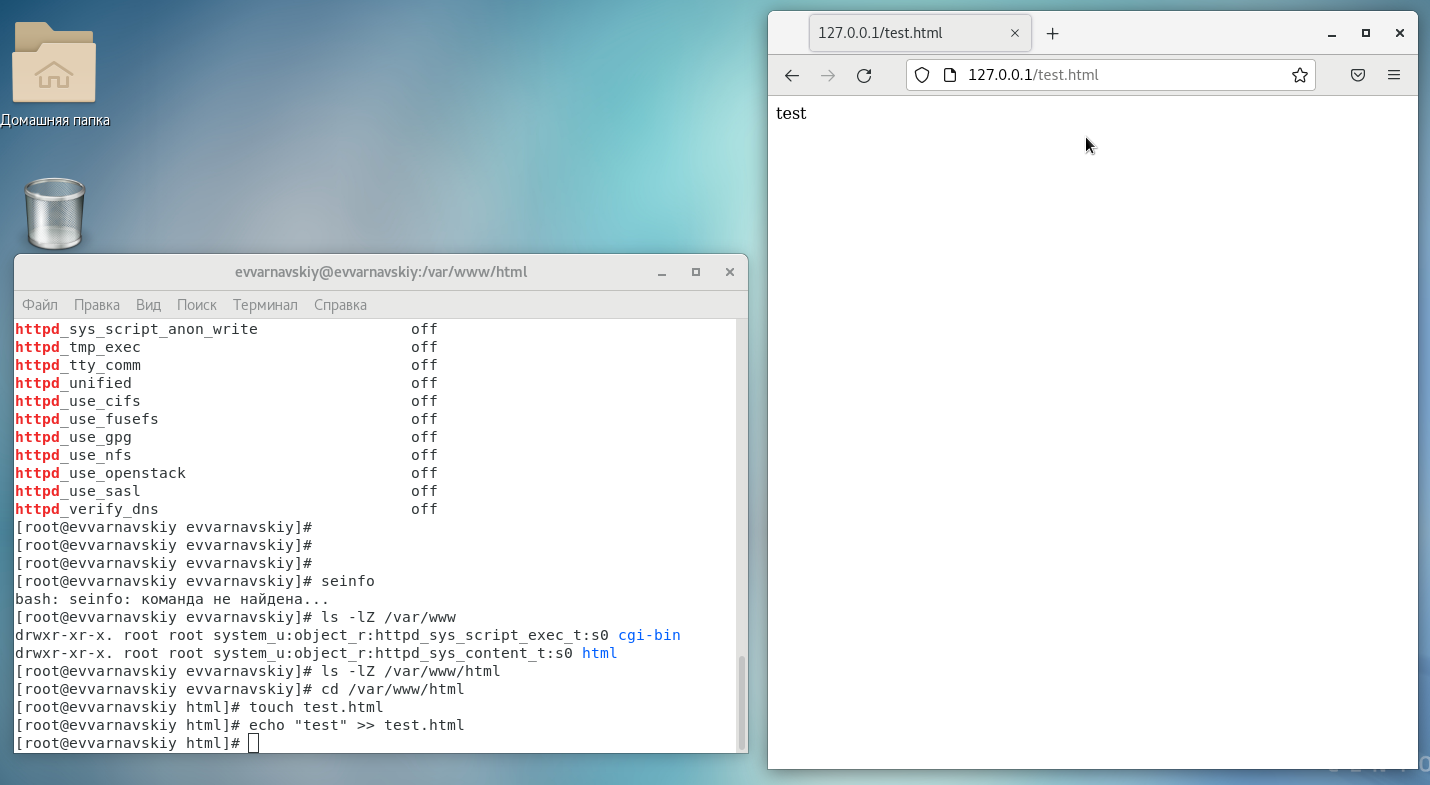 Домашняя папка
evvarnavskiy@evvarnavskiy:/var/www/html
Файл Правка Вид Поиск Терминал Справка
httpd_sys_script_anon_write off
httpd_tmp_exec off
httpd_tty_comm off
httpd_unified off
httpd_use_cifs off
httpd_use_fusefs off
httpd_use_gpg off
httpd_use_nfs off
httpd_use_openstack off
httpd_use_sasl off
httpd_verify_dns off
[root@evvarnavskiy evvarnavskiy]#
[root@evvarnavskiy evvarnavskiy]#
[root@evvarnavskiy evvarnavskiy]#
[root@evvarnavskiy evvarnavskiy]# seinfo
bash: seinfo: команда не найдена...
[root@evvarnavskiy evvarnavskiy]# ls -lZ /var/www
drwxr-xr-x. root root system_u:object_r:httpd_sys_script_exec_t:s0 cgi-bin
drwxr-xr-x. root root system_u:object_r:httpd_sys_content_t:s0 html
[root@evvarnavskiy evvarnavskiy]# ls -lZ /var/www/html
[root@evvarnavskiy evvarnavskiy]# cd /var/www/html
[root@evvarnavskiy html]# touch test.html
[root@evvarnavskiy html]# echo "test" >> test.html
[root@evvarnavskiy html]#
127.0.0.1/test.html
127.0.0.1/test.html
test